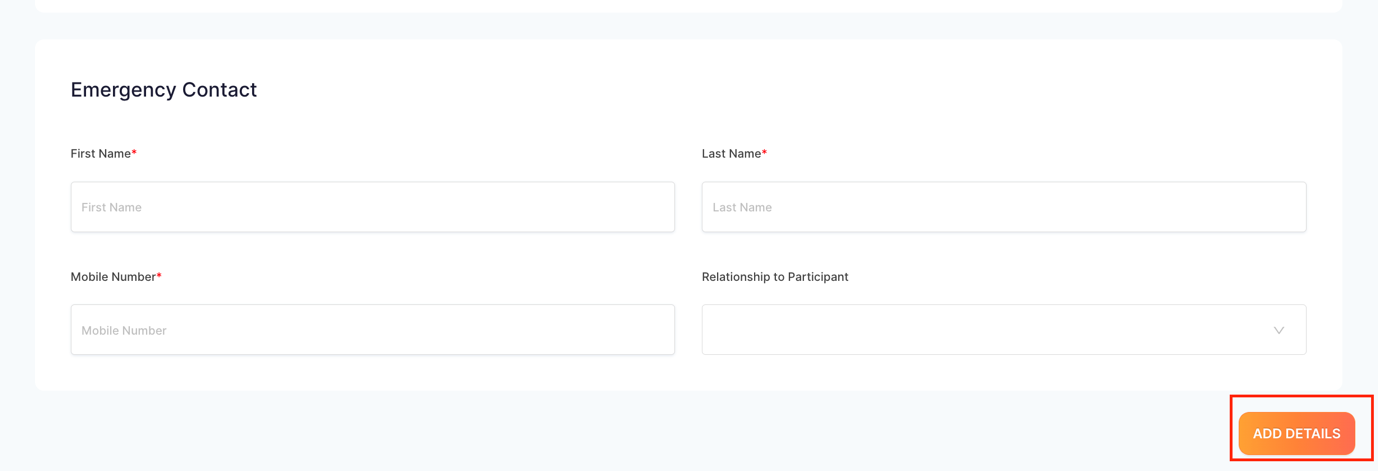 Emergency Contact
First Name*
Last Name*
First Name
Last Name
Mobile Number*
Relationship to Participant
Mobile Number
ADD DETAILS